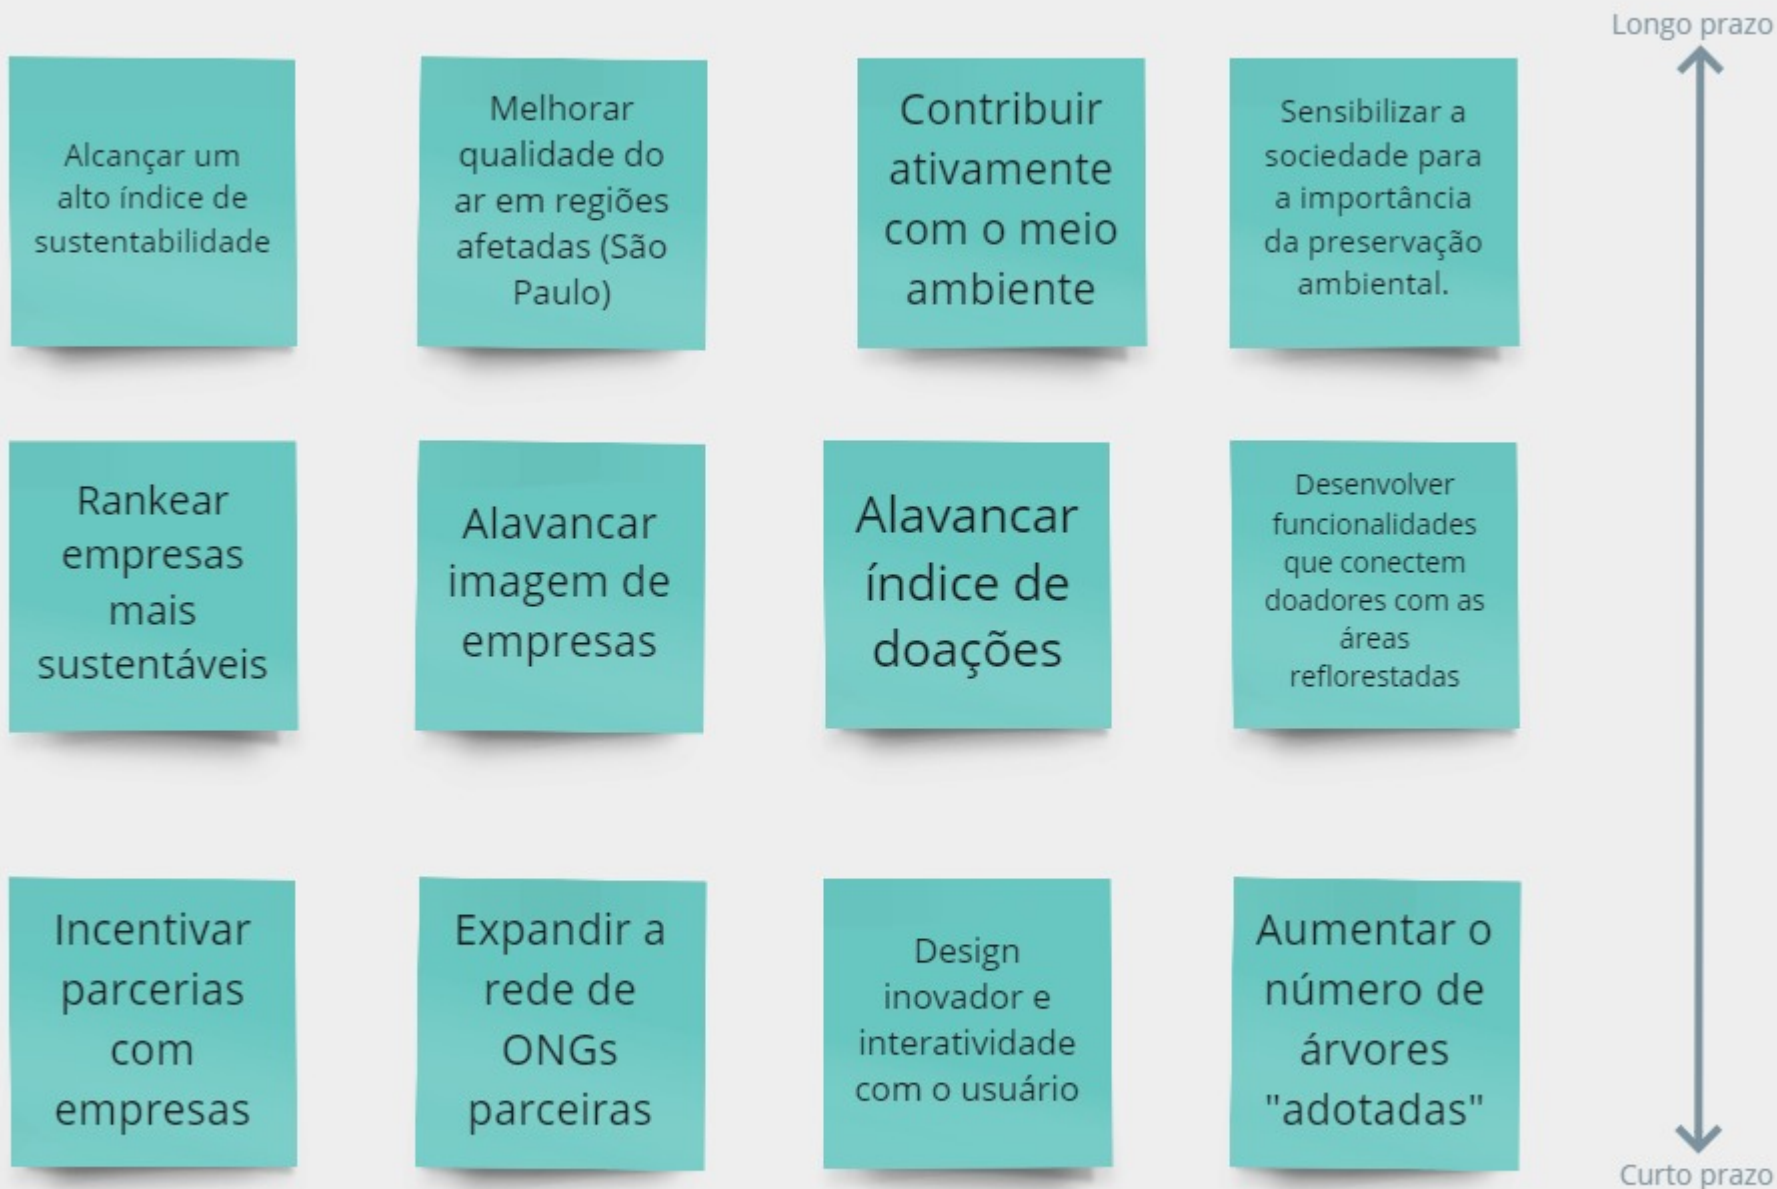 Longo prazo
Alcançar um
alto índice de
sustentabilidade
Melhorar
qualidade do
ar em regiões
afetadas (São
Paulo)
Contribuir
ativamente
com o meio
ambiente
Sensibilizar a
sociedade para
a importância
da preservação
ambiental.
Rankear
empresas
mais
sustentáveis
Alavancar
imagem de
empresas
Alavancar
índice de
doações
Desenvolver
funcionalidades
que conectem
doadores com as
áreas
reflorestadas
Incentivar
parcerias
com
empresas
Expandir a
rede de
ONGs
parceiras
Design
inovador e
interatividade
com o usuário
Aumentar o
número de
árvores
"adotadas"
Curto prazo